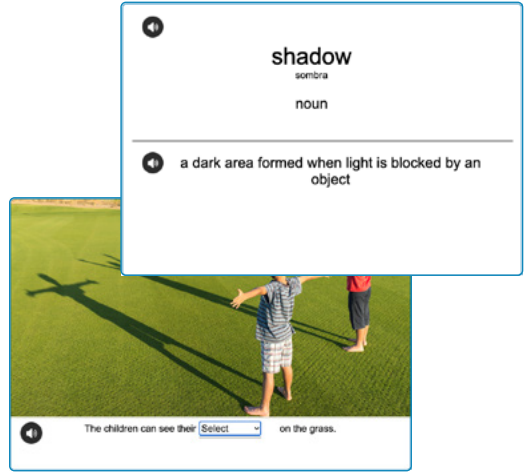 shadow
sombra
noun
a dark area formed when light is blocked by an
object
The children can see their Select on the grass.